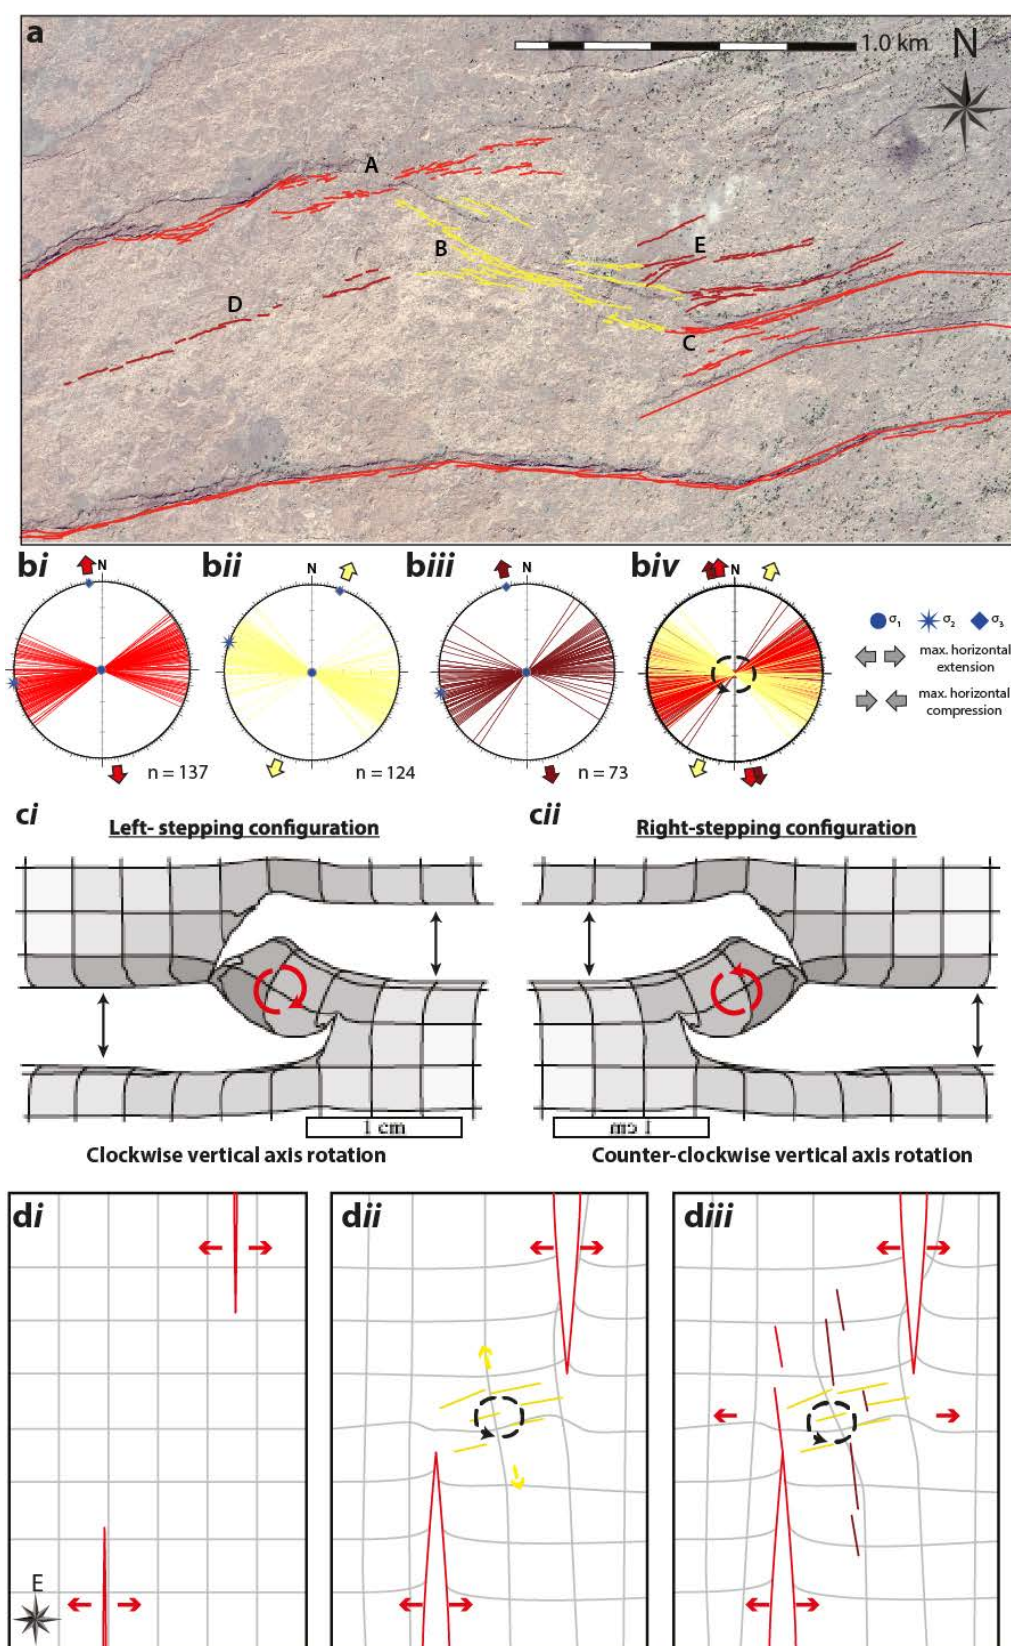 a
1.0 km
N
A
B
E
D
C
bi
N
n = 137
bii
N
n = 124
biii
N
n = 73
biv
N
σ1 σ2 σ3
max. horizontal
extension
max. horizontal
compression
ci
Left- stepping configuration
1 cm
Clockwise vertical axis rotation
cii
Right-stepping configuration
1 cm
Counter-clockwise vertical axis rotation
di
E
dii
diii